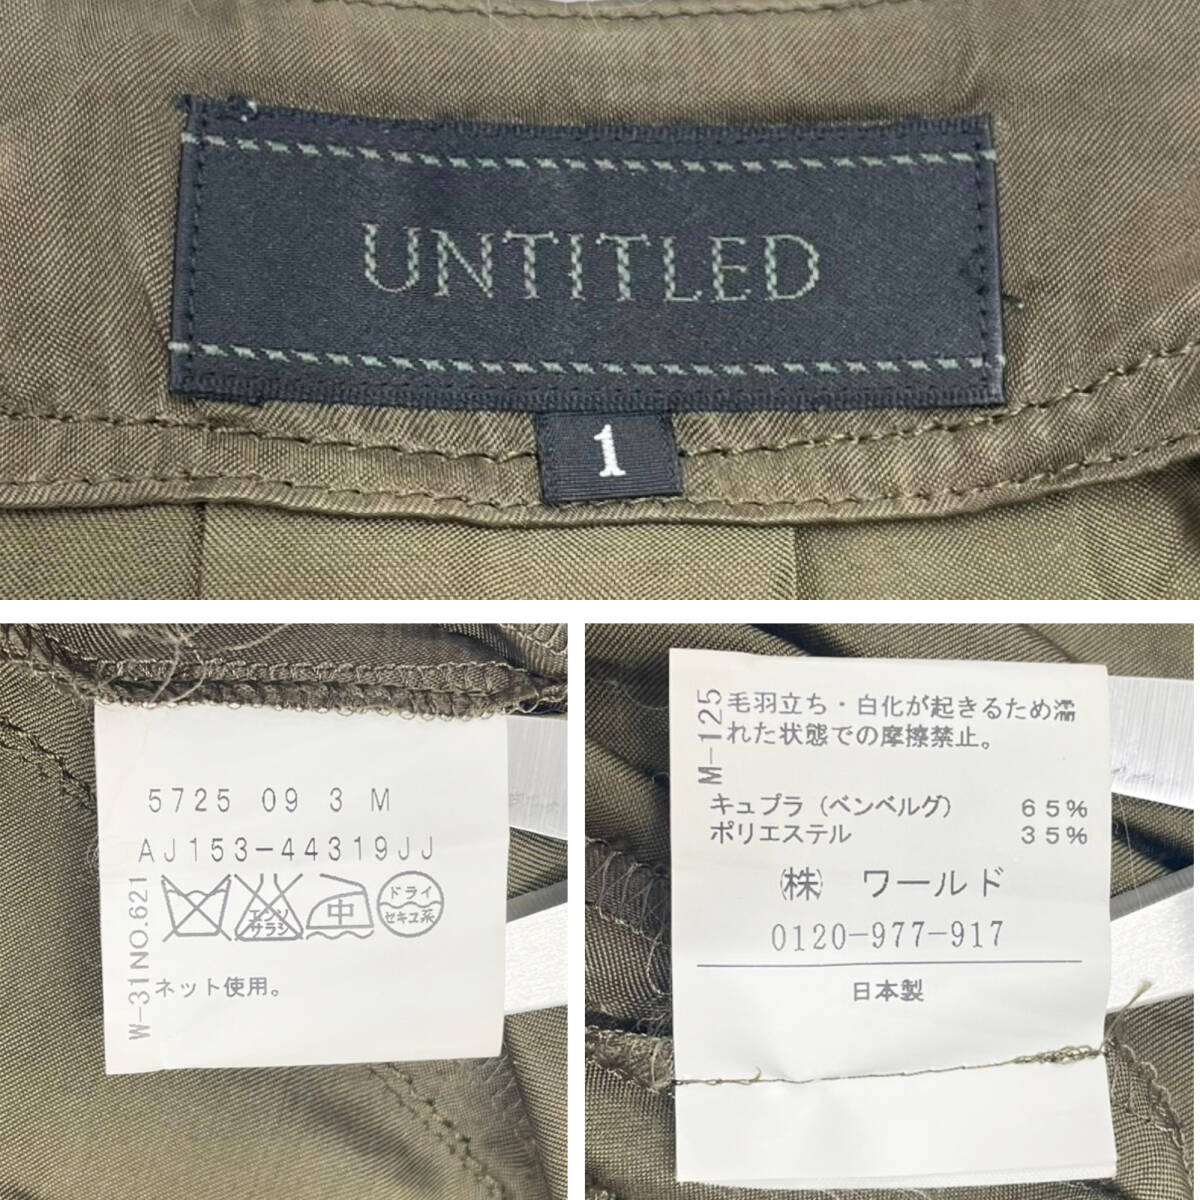 UNTITLED
1
5725 09 3 M
AJ153-44319JJ
エンソ
サラシ
中
ドライ
セキユ系
W-31NO.621
ネット使用。
M-125
毛羽立ち・白化が起きるため濡
れた状態での摩擦禁止。
キュプラ（ベンベルグ） 65%
ポリエステル 35%
㈱ ワールド
0120-977-917
日本製